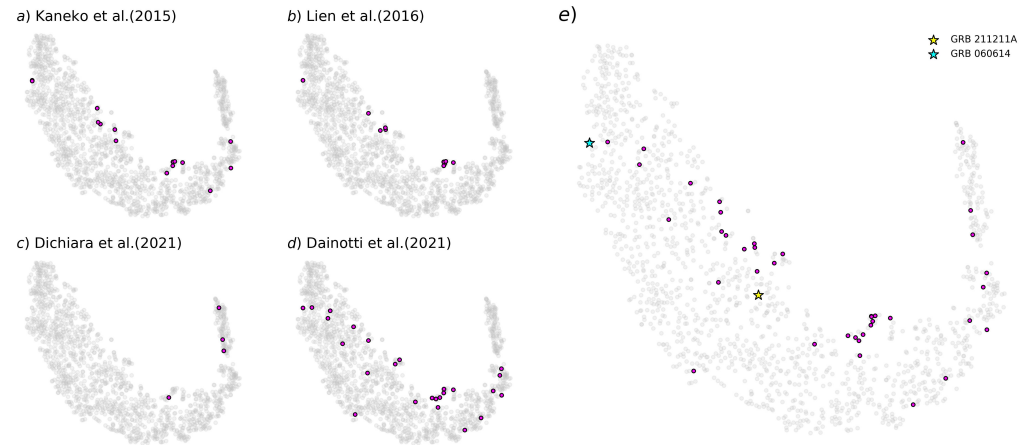 a) Kaneko et al.(2015)
b) Lien et al.(2016)
c) Dichiara et al.(2021)
d) Dainotti et al.(2021)
e)
GRB 211211A
GRB 060614